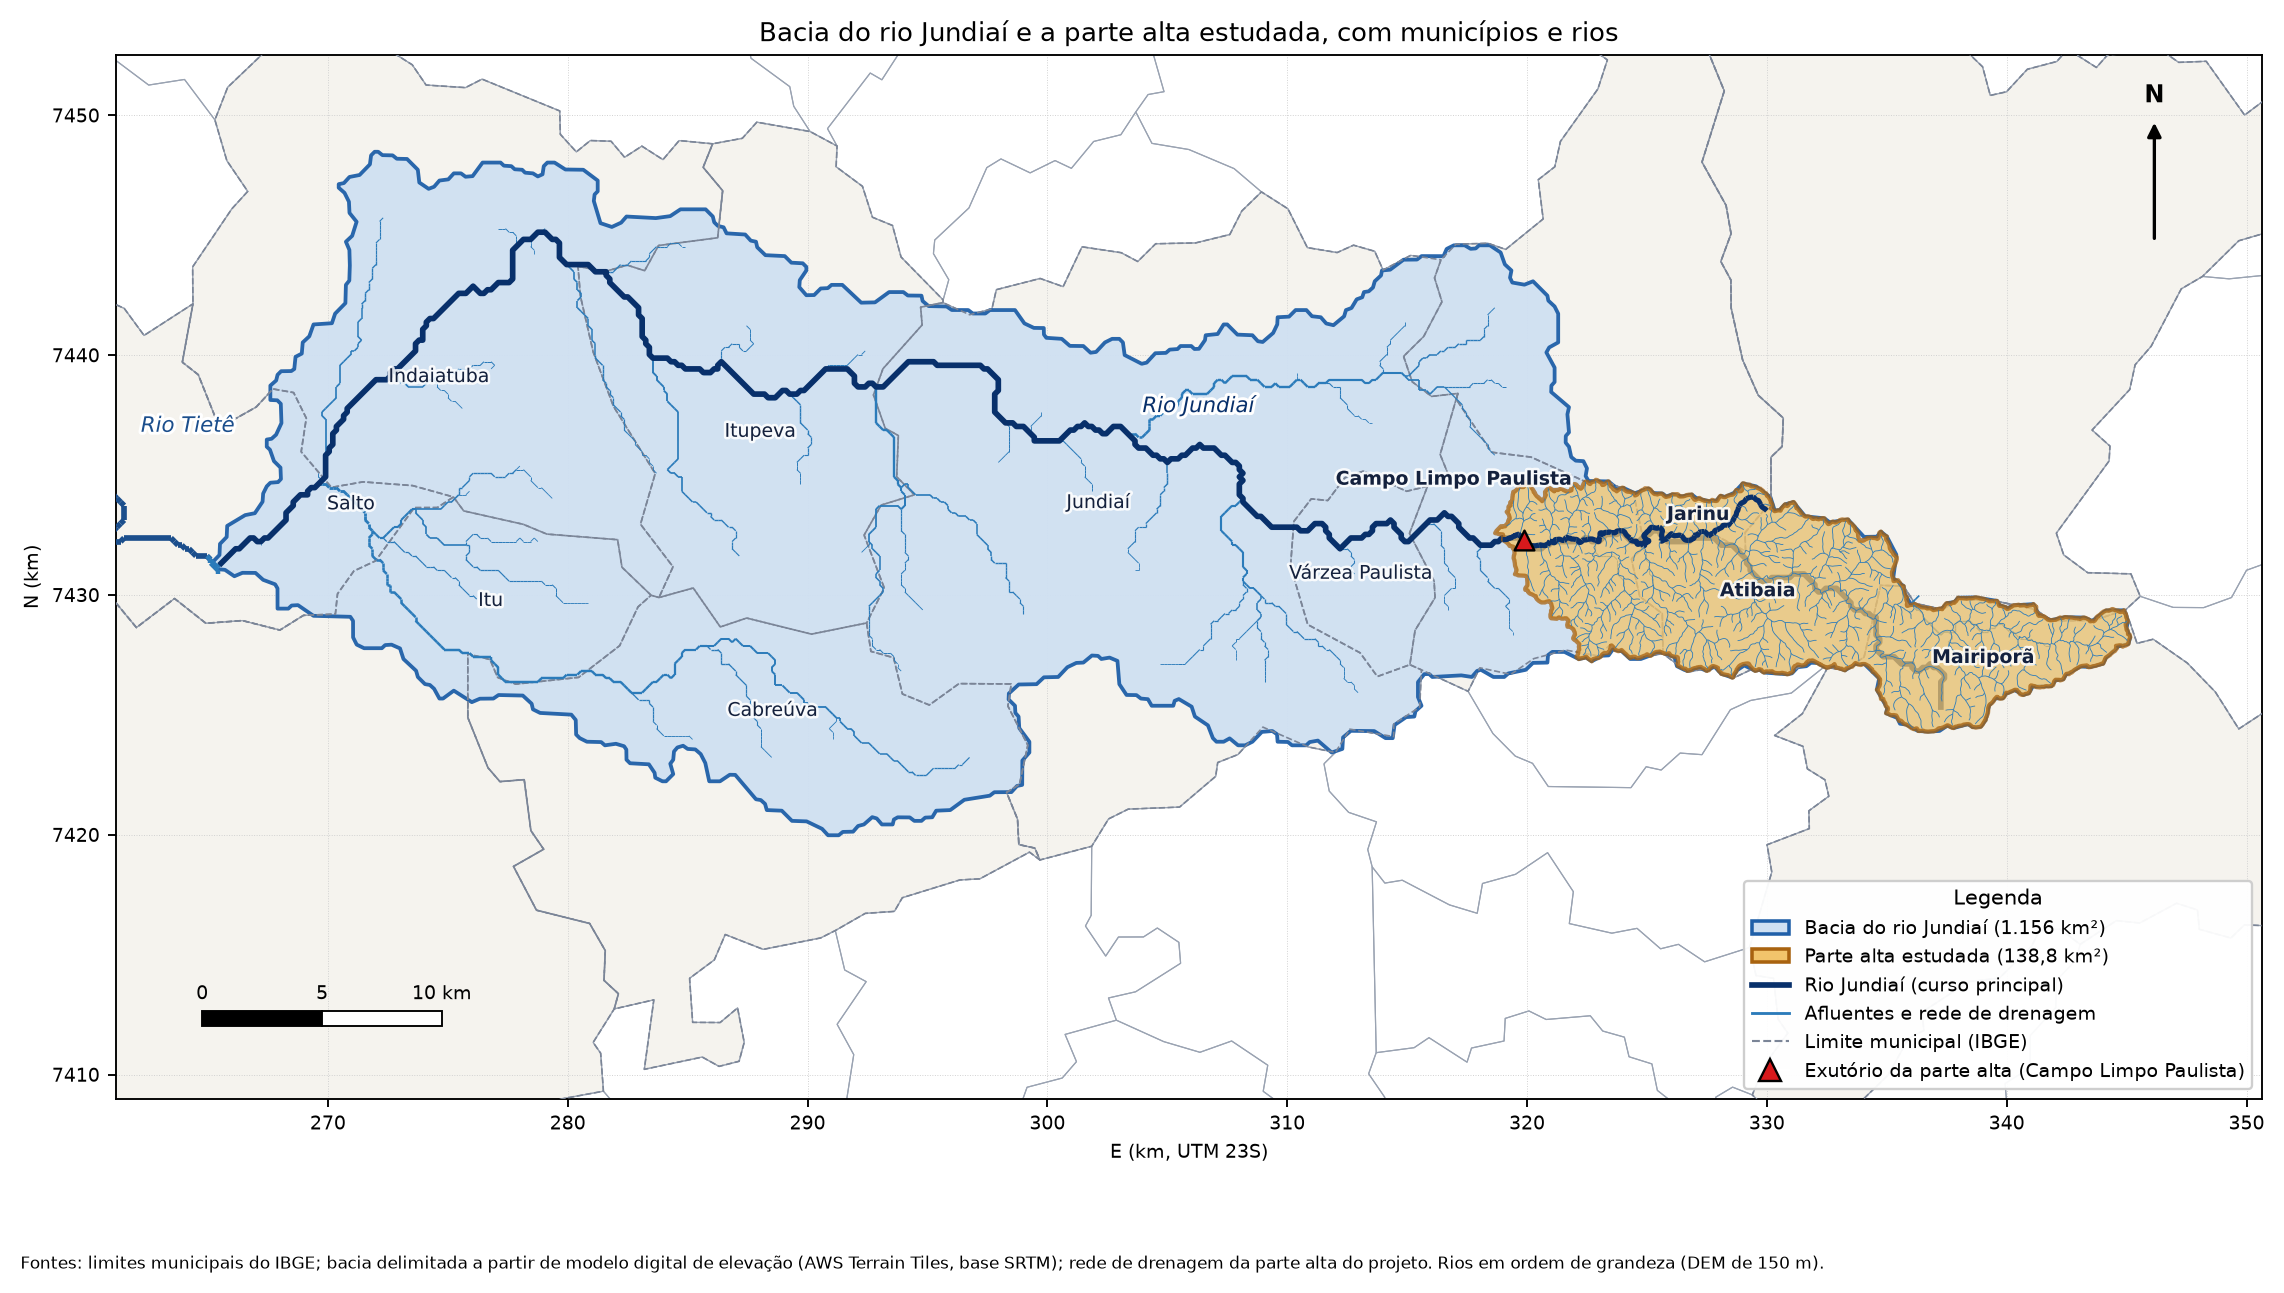 Bacia do rio Jundiaí e a parte alta estudada, com municípios e rios
N
7450
7440
7430
7420
7410
N (km)
Rio Tietê
Indaiatuba
Itupeva
Rio Jundiaí
Salto
Jundiaí
Campo Limpo Paulista
Jarinu
Itu
Várzea Paulista
Atibaia
Cabreúva
Mairiporã
0 5 10 km
Legenda
Bacia do rio Jundiaí (1.156 km²)
Parte alta estudada (138,8 km²)
Rio Jundiaí (curso principal)
Afluentes e rede de drenagem
Limite municipal (IBGE)
Exutório da parte alta (Campo Limpo Paulista)
270 280 290 300 310 320 330 340 350
E (km, UTM 23S)
Fontes: limites municipais do IBGE; bacia delimitada a partir de modelo digital de elevação (AWS Terrain Tiles, base SRTM); rede de drenagem da parte alta do projeto. Rios em ordem de grandeza (DEM de 150 m).